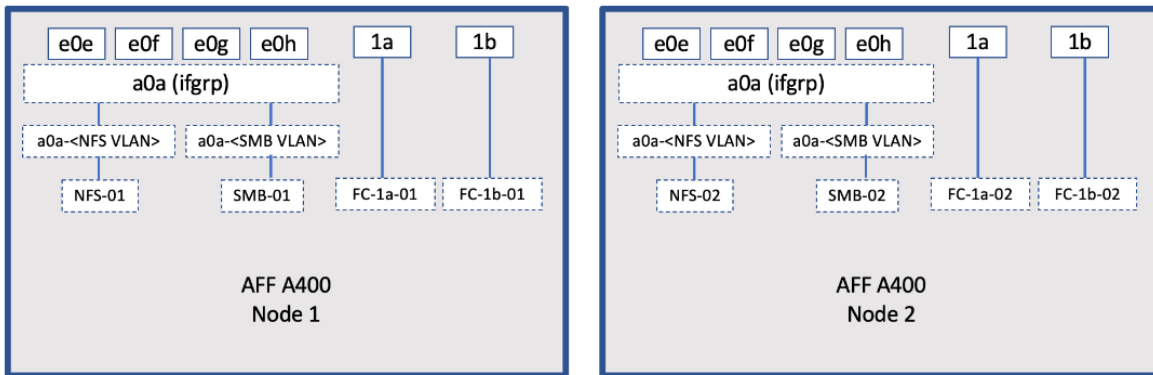 e0e e0f e0g e0h 1a 1b
a0a (ifgrp)
a0a-<NFS VLAN> a0a-<SMB VLAN>
NFS-01 SMB-01 FC-1a-01 FC-1b-01
AFF A400
Node 1
e0e e0f e0g e0h 1a 1b
a0a (ifgrp)
a0a-<NFS VLAN> a0a-<SMB VLAN>
NFS-02 SMB-02 FC-1a-02 FC-1b-02
AFF A400
Node 2